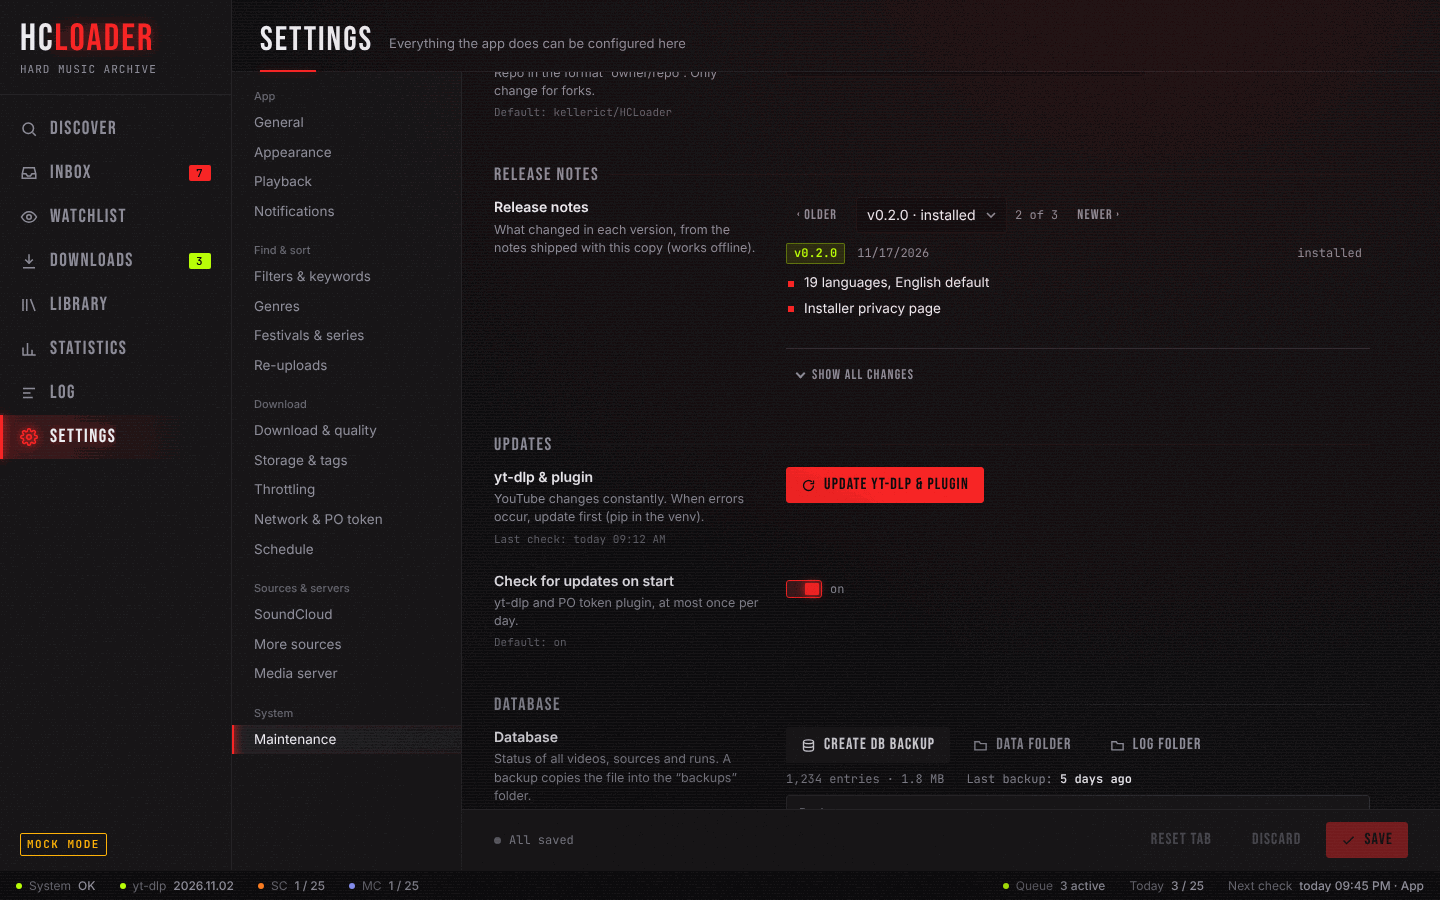 HCLOADER
HARD MUSIC ARCHIVE
DISCOVER
INBOX 7
WATCHLIST
DOWNLOADS 3
LIBRARY
STATISTICS
LOG
SETTINGS
MOCK MODE
SETTINGS Everything the app does can be configured here
App
General
Appearance
Playback
Notifications
Find & sort
Filters & keywords
Genres
Festivals & series
Re-uploads
Download
Download & quality
Storage & tags
Throttling
Network & PO token
Schedule
Sources & servers
SoundCloud
More sources
Media server
System
Maintenance
Repo in the format "owner/repo". Only
change for forks.
Default: kellerict/HCLoader
RELEASE NOTES
Release notes
What changed in each version, from the
notes shipped with this copy (works offline).
‹ OLDER v0.2.0 · installed 2 of 3 NEWER ›
v0.2.0 11/17/2026 installed
19 languages, English default
Installer privacy page
SHOW ALL CHANGES
UPDATES
yt-dlp & plugin
YouTube changes constantly. When errors
occur, update first (pip in the venv).
Last check: today 09:12 AM
UPDATE YT-DLP & PLUGIN
Check for updates on start
yt-dlp and PO token plugin, at most once per
day.
Default: on
on
DATABASE
Database
Status of all videos, sources and runs. A
backup copies the file into the “backups”
folder.
CREATE DB BACKUP DATA FOLDER LOG FOLDER
1,234 entries · 1.8 MB Last backup: 5 days ago
All saved
RESET TAB DISCARD SAVE
System OK yt-dlp 2026.11.02 SC 1 / 25 MC 1 / 25 Queue 3 active Today 3 / 25 Next check today 09:45 PM · App